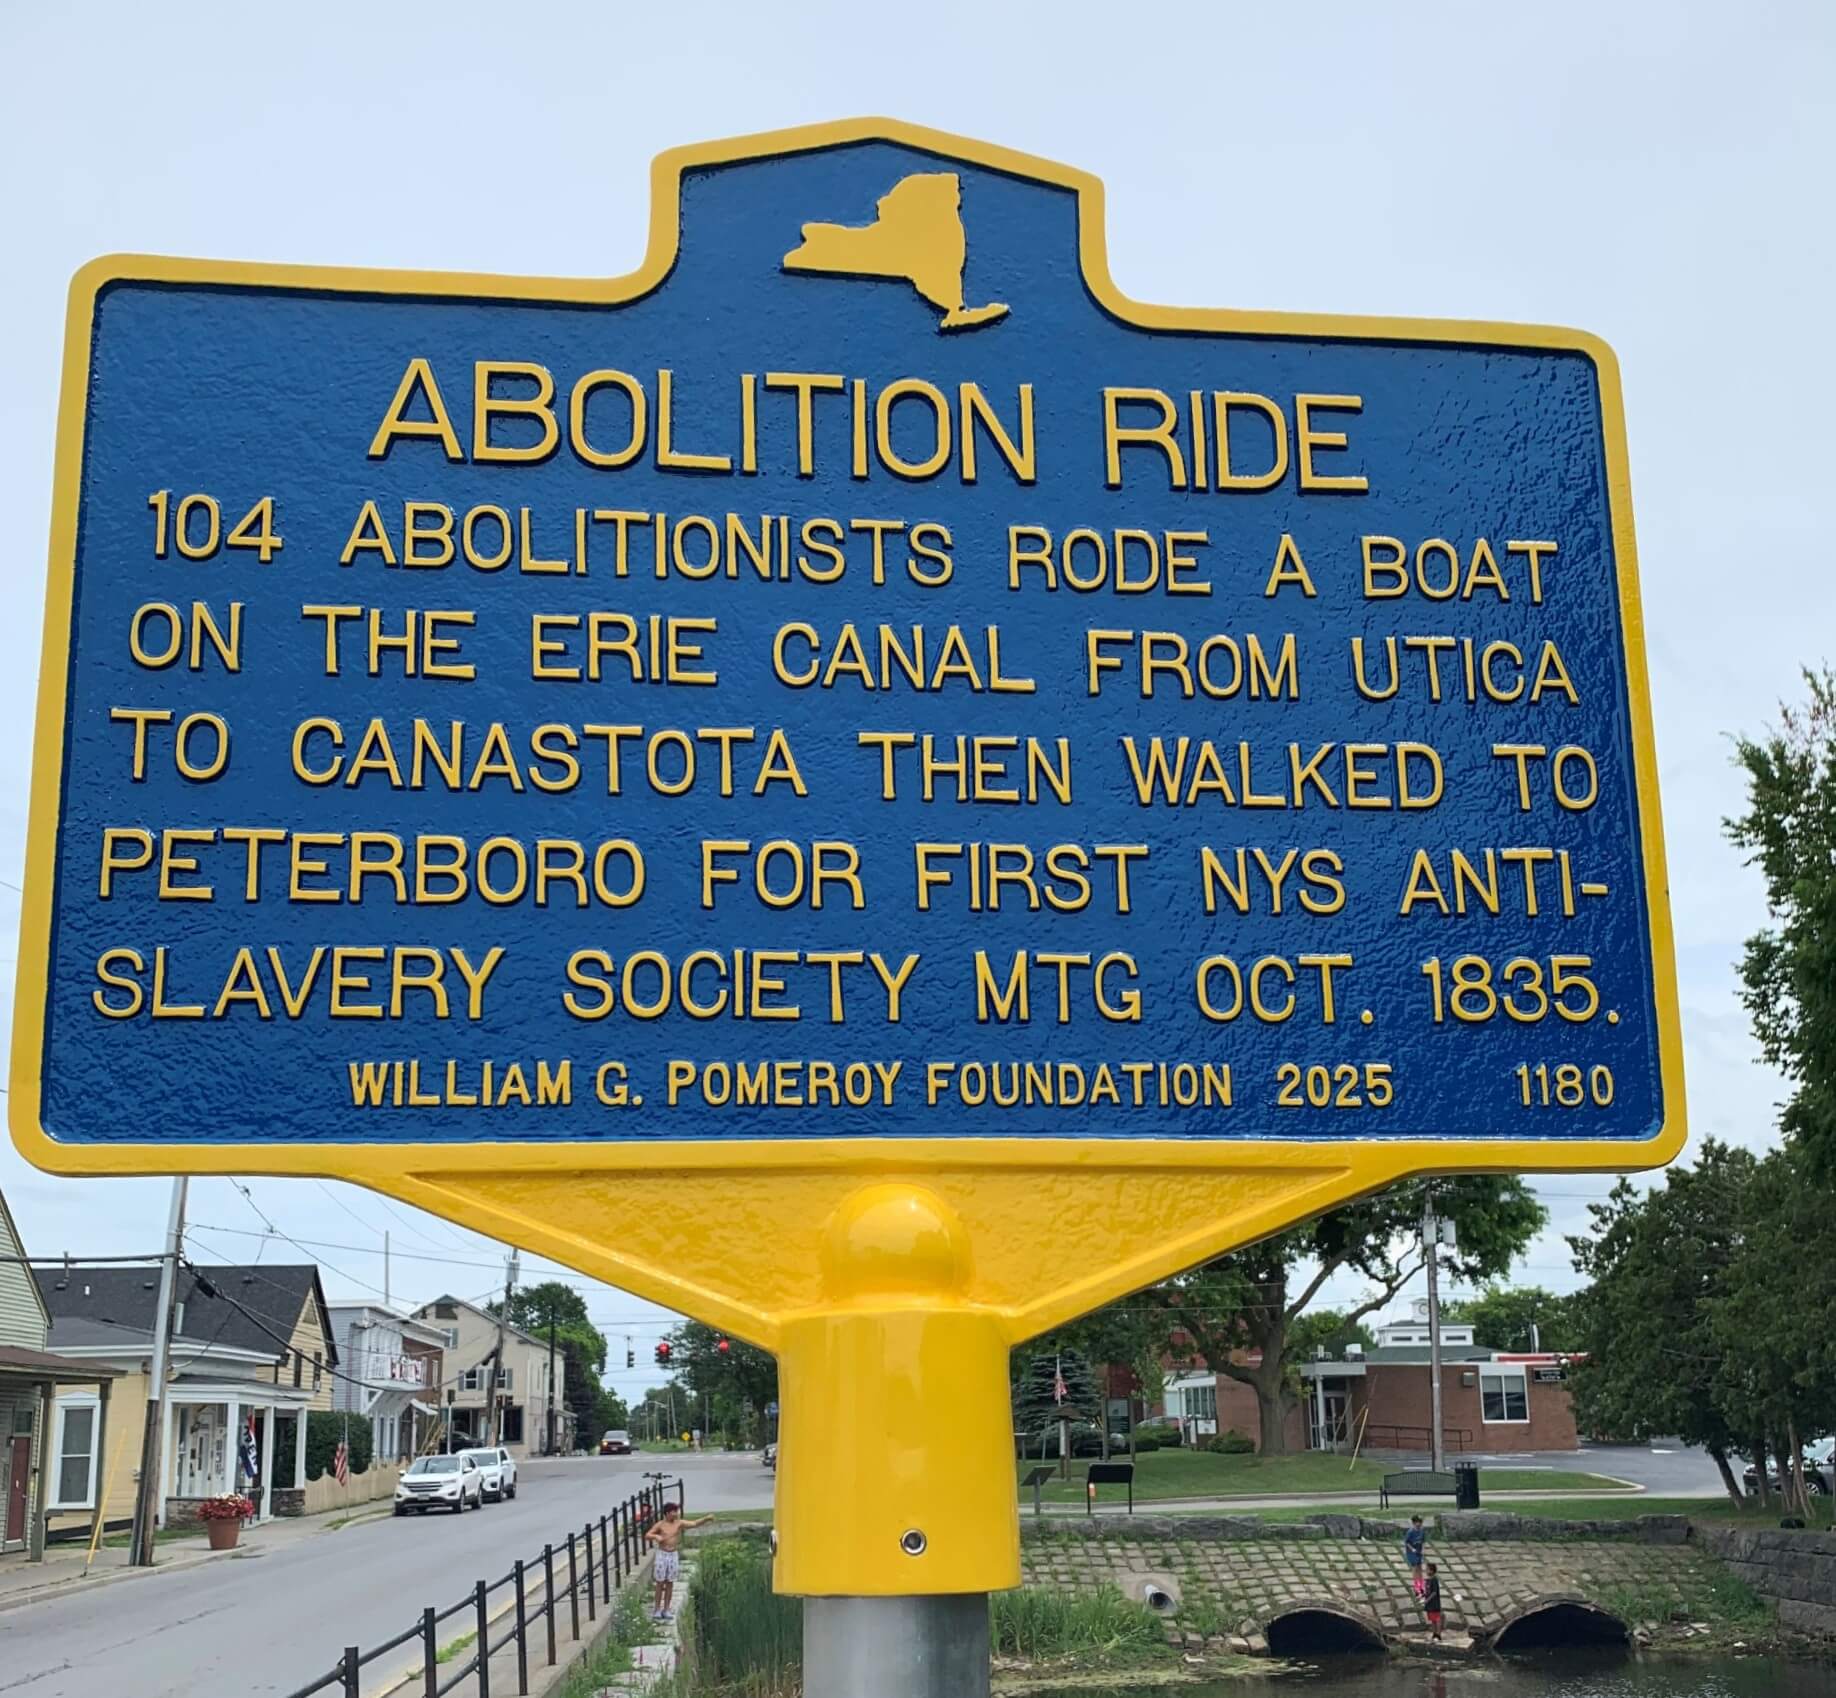 ABOLITION RIDE
104 ABOLITIONISTS RODE A BOAT
ON THE ERIE CANAL FROM UTICA
TO CANASTOTA THEN WALKED TO
PETERBORO FOR FIRST NYS ANTI-
SLAVERY SOCIETY MTG OCT. 1835.
WILLIAM G. POMEROY FOUNDATION 2025 1180